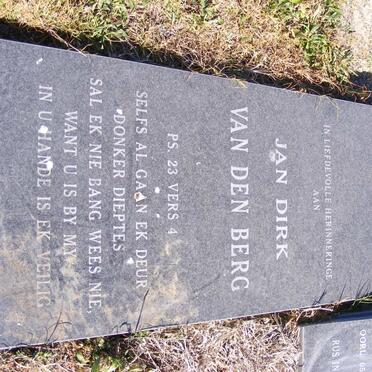 IN LIEFDEVOLLE HERINNERINGE
AAN
JAN DIRK
VAN DEN BERG
PS. 23 VERS 4
SELFS AL GAAN EK DEUR
DONKER DIEPTES
SAL EK NIE BANG WEES NIE,
WANT U IS BY MY
IN U HANDE IS EK VEILIG